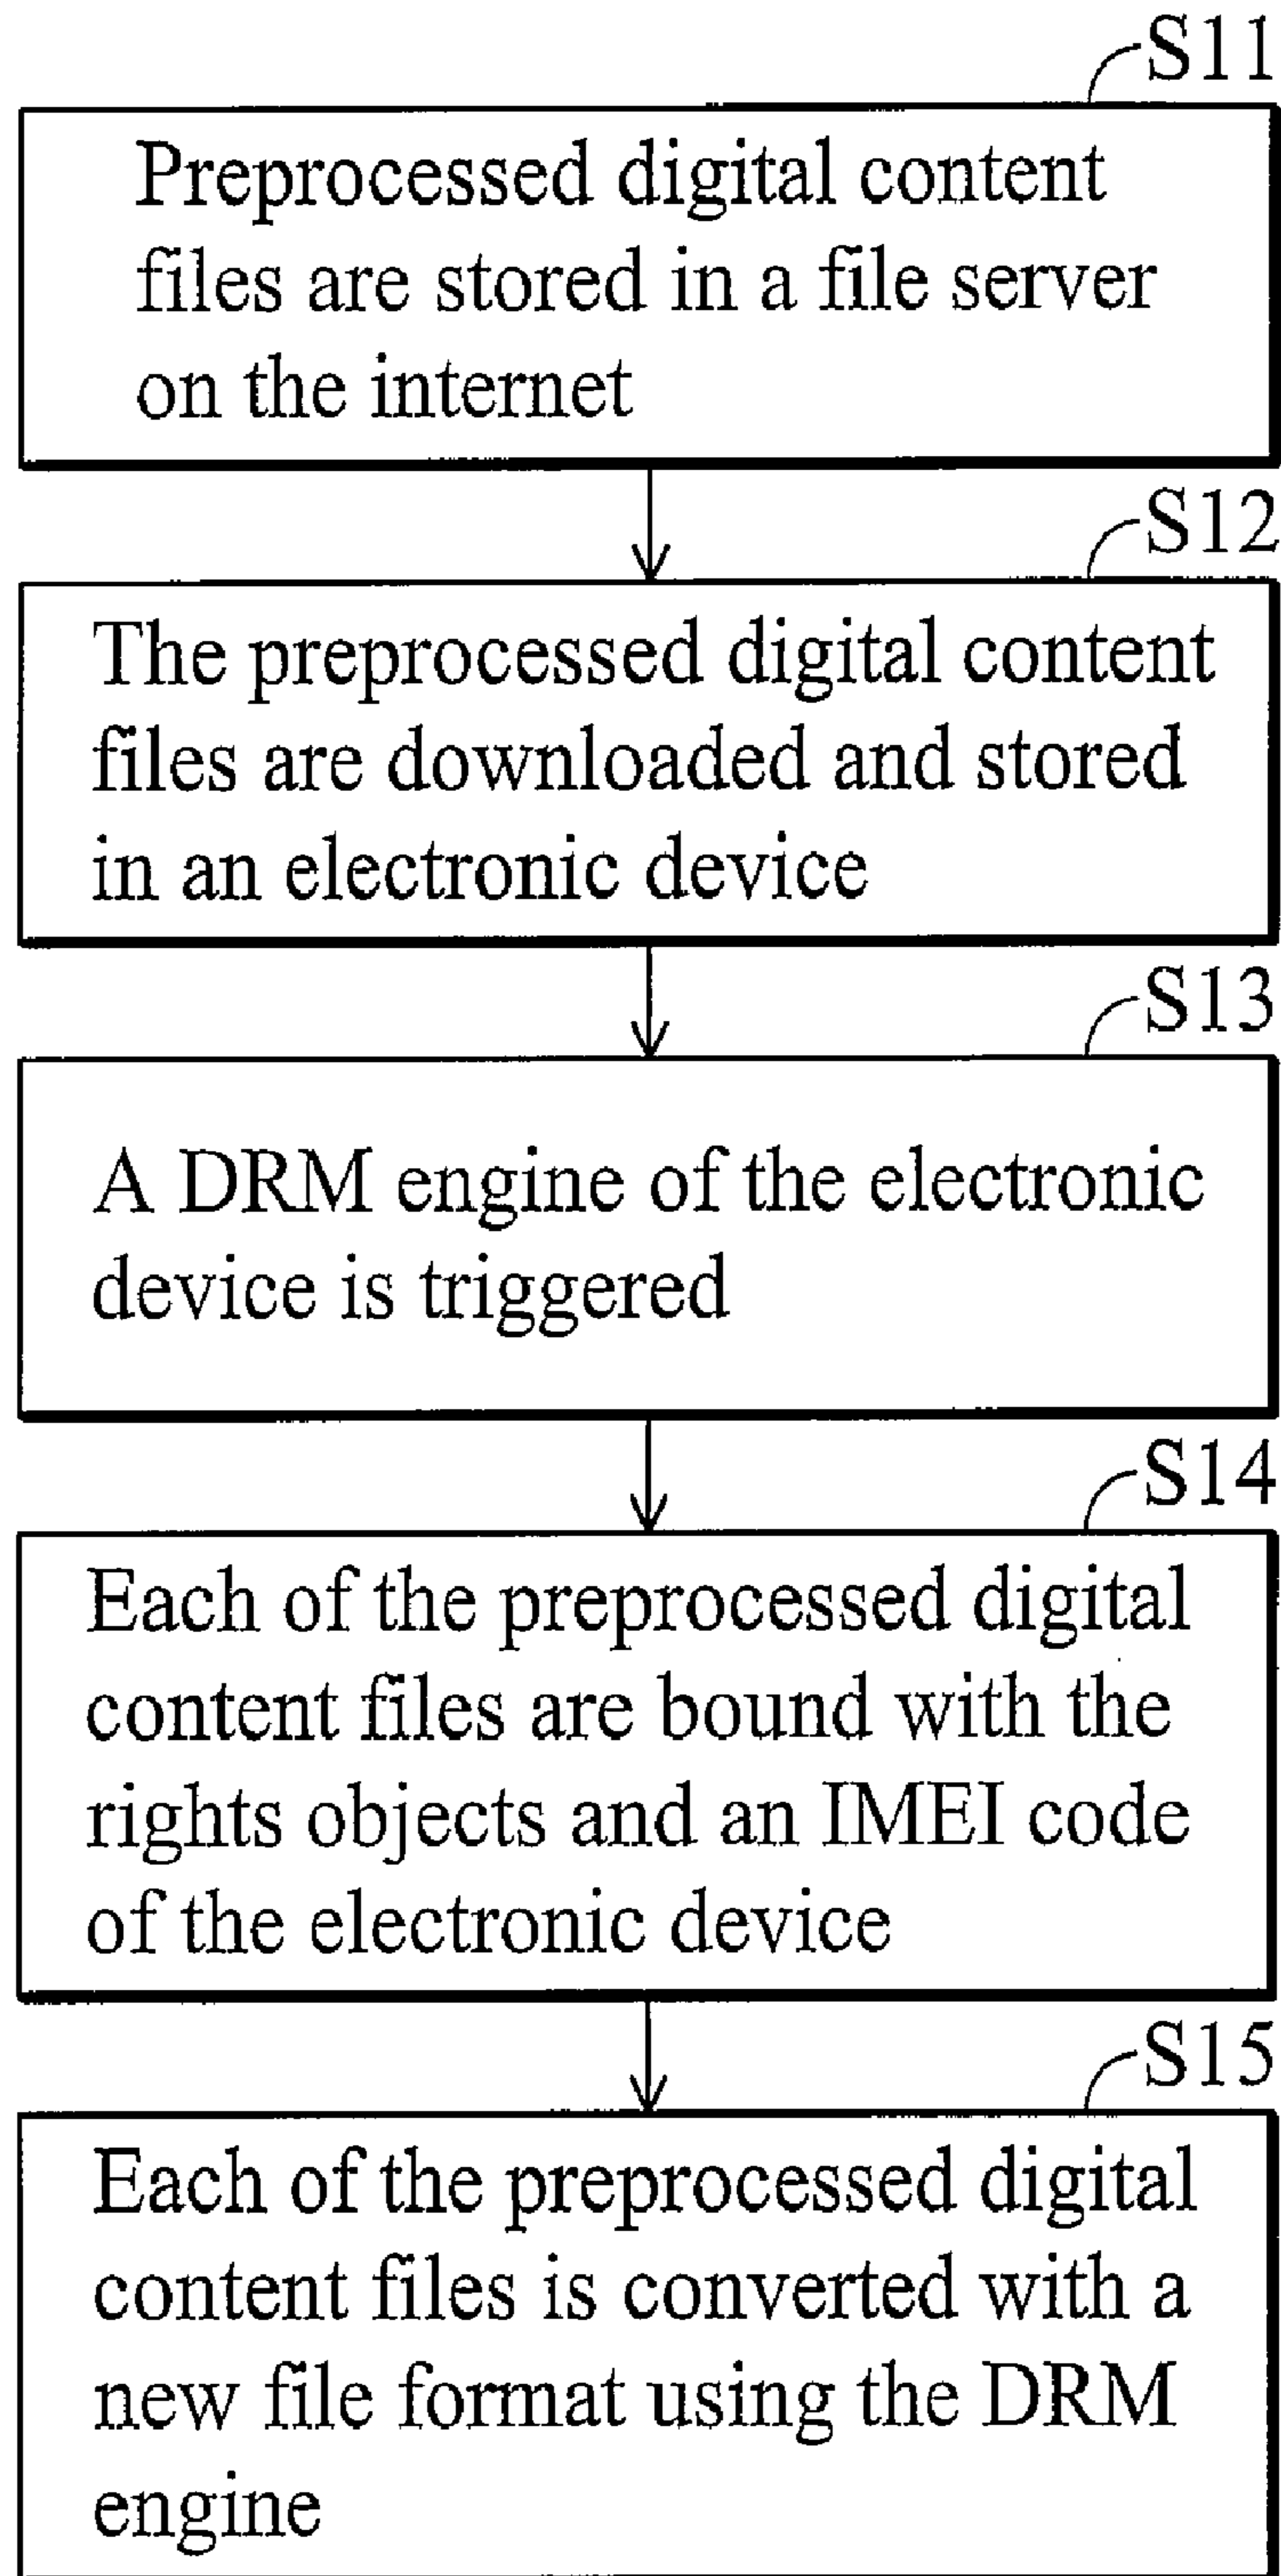 S11
Preprocessed digital content
files are stored in a file server
on the internet
S12
The preprocessed digital content
files are downloaded and stored
in an electronic device
S13
A DRM engine of the electronic
device is triggered
S14
Each of the preprocessed digital
content files are bound with the
rights objects and an IMEI code
of the electronic device
S15
Each of the preprocessed digital
content files is converted with a
new file format using the DRM
engine